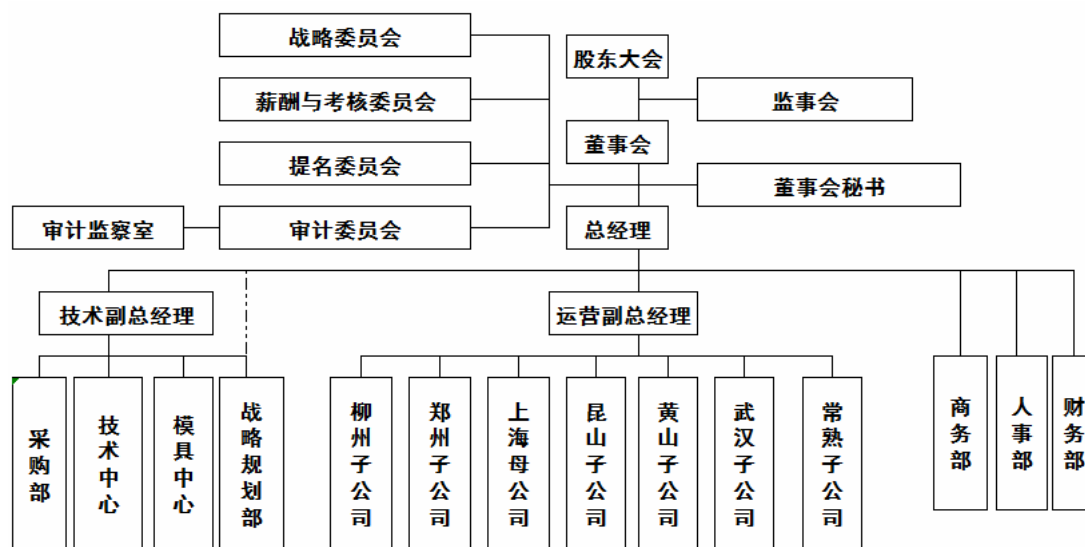 战略委员会
股东大会
薪酬与考核委员会
监事会
董事会
提名委员会
董事会秘书
审计监察室
审计委员会
总经理
技术副总经理
运营副总经理
采购部
技术中心
模具中心
战略规划部
柳州子公司
郑州子公司
上海母公司
昆山子公司
黄山子公司
武汉子公司
常熟子公司
商务部
人事部
财务部